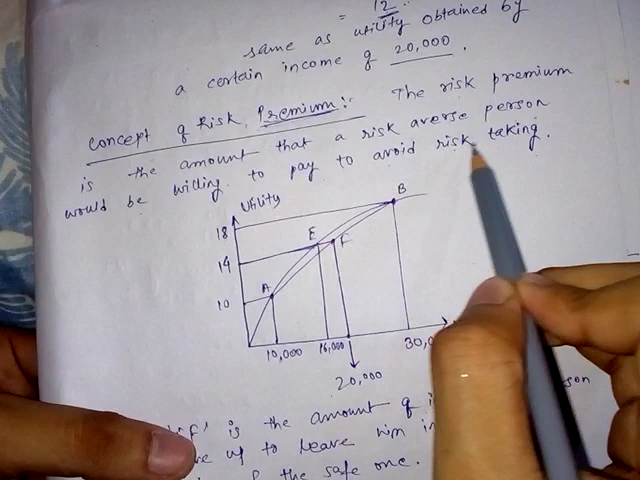 = 12.
same as utility obtained by
a certain income of 20,000.
Concept of Risk Premium:- The risk premium
is the amount that a risk averse person
would be willing to pay to avoid risk taking.
Utility
18
14
10
A
E
F
B
10,000
16,000
20,000
30,0
is the amount of
up to leave him in
the safe one.